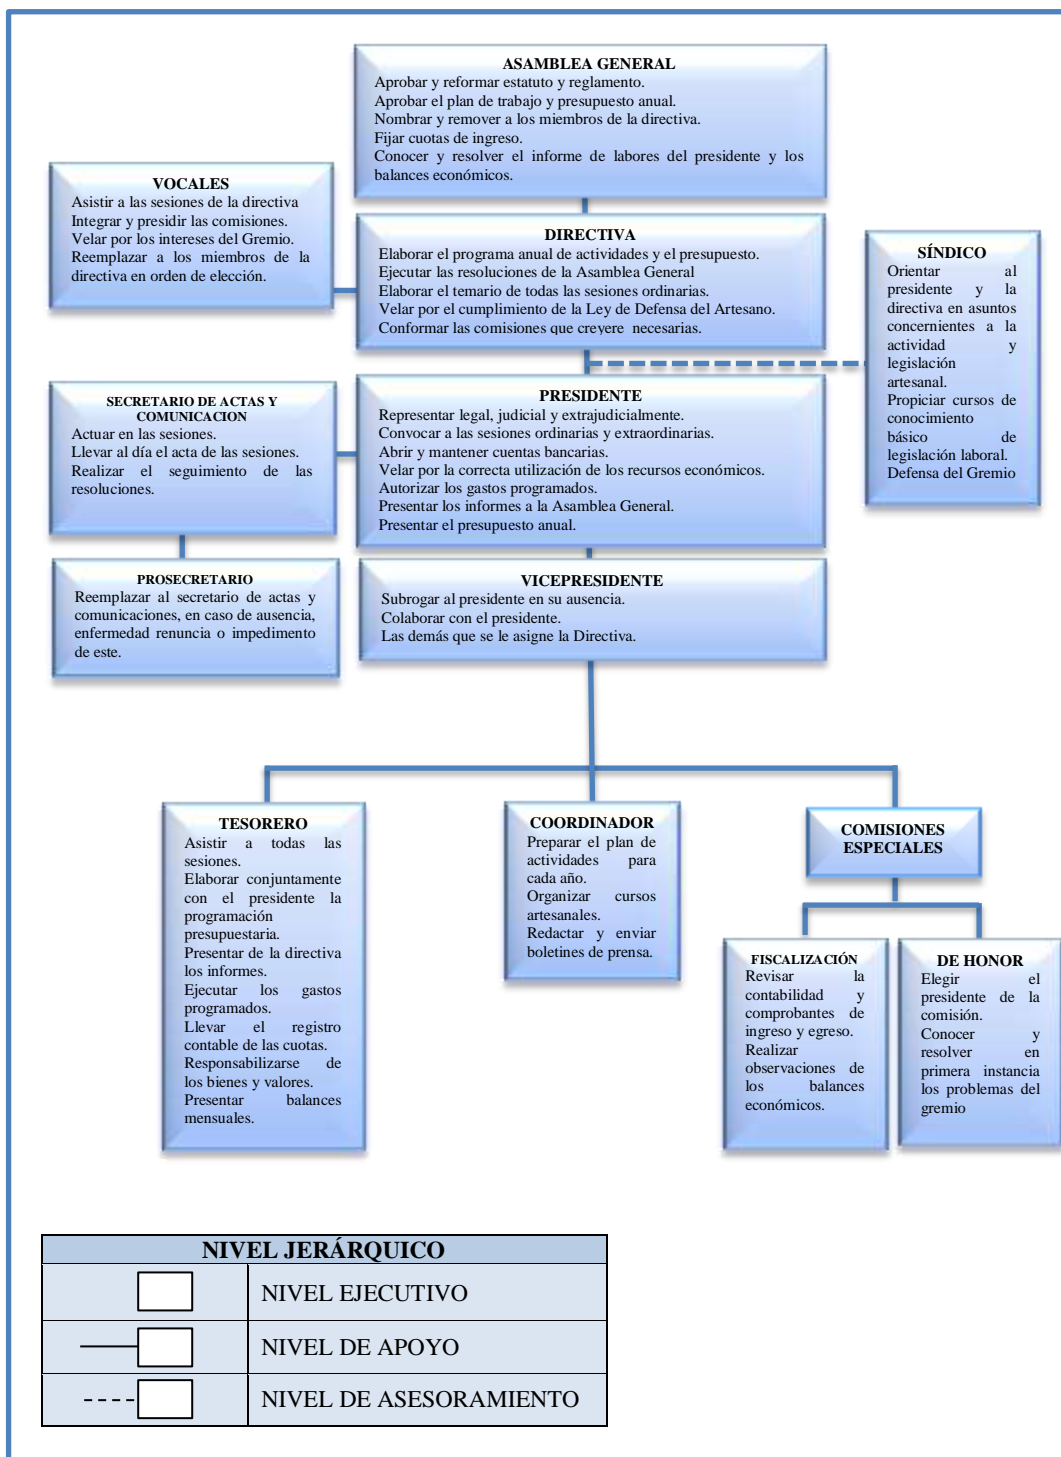 ASAMBLEA GENERAL
Aprobar y reformar estatuto y reglamento.
Aprobar el plan de trabajo y presupuesto anual.
Nombrar y remover a los miembros de la directiva.
Fijar cuotas de ingreso.
Conocer y resolver el informe de labores del presidente y los
balances económicos.
VOCALES
Asistir a las sesiones de la directiva
Integrar y presidir las comisiones.
Velar por los intereses del Gremio.
Reemplazar a los miembros de la
directiva en orden de elección.
DIRECTIVA
Elaborar el programa anual de actividades y el presupuesto.
Ejecutar las resoluciones de la Asamblea General
Elaborar el temario de todas las sesiones ordinarias.
Velar por el cumplimiento de la Ley de Defensa del Artesano.
Conformar las comisiones que creyere necesarias.
SÍNDICO
Orientar al
presidente y la
directiva en asuntos
concernientes a la
actividad y
legislación
artesanal.
Propiciar cursos de
conocimiento
básico de
legislación laboral.
Defensa del Gremio
SECRETARIO DE ACTAS Y
COMUNICACION
Actuar en las sesiones.
Llevar al día el acta de las sesiones.
Realizar el seguimiento de las
resoluciones.
PRESIDENTE
Representar legal, judicial y extrajudicialmente.
Convocar a las sesiones ordinarias y extraordinarias.
Abrir y mantener cuentas bancarias.
Velar por la correcta utilización de los recursos económicos.
Autorizar los gastos programados.
Presentar los informes a la Asamblea General.
Presentar el presupuesto anual.
PROSECRETARIO
Reemplazar al secretario de actas y
comunicaciones, en caso de ausencia,
enfermedad renuncia o impedimento
de este.
VICEPRESIDENTE
Subrogar al presidente en su ausencia.
Colaborar con el presidente.
Las demás que se le asigne la Directiva.
TESORERO
Asistir a todas las
sesiones.
Elaborar conjuntamente
con el presidente la
programación
presupuestaria.
Presentar de la directiva
los informes.
Ejecutar los gastos
programados.
Llevar el registro
contable de las cuotas.
Responsabilizarse de
los bienes y valores.
Presentar balances
mensuales.
COORDINADOR
Preparar el plan de
actividades para
cada año.
Organizar cursos
artesanales.
Redactar y enviar
boletines de prensa.
COMISIONES
ESPECIALES
FISCALIZACIÓN
Revisar la
contabilidad y
comprobantes de
ingreso y egreso.
Realizar
observaciones de
los balances
económicos.
DE HONOR
Elegir el
presidente de la
comisión.
Conocer y
resolver en
primera instancia
los problemas del
gremio
NIVEL JERÁRQUICO
NIVEL EJECUTIVO
NIVEL DE APOYO
NIVEL DE ASESORAMIENTO